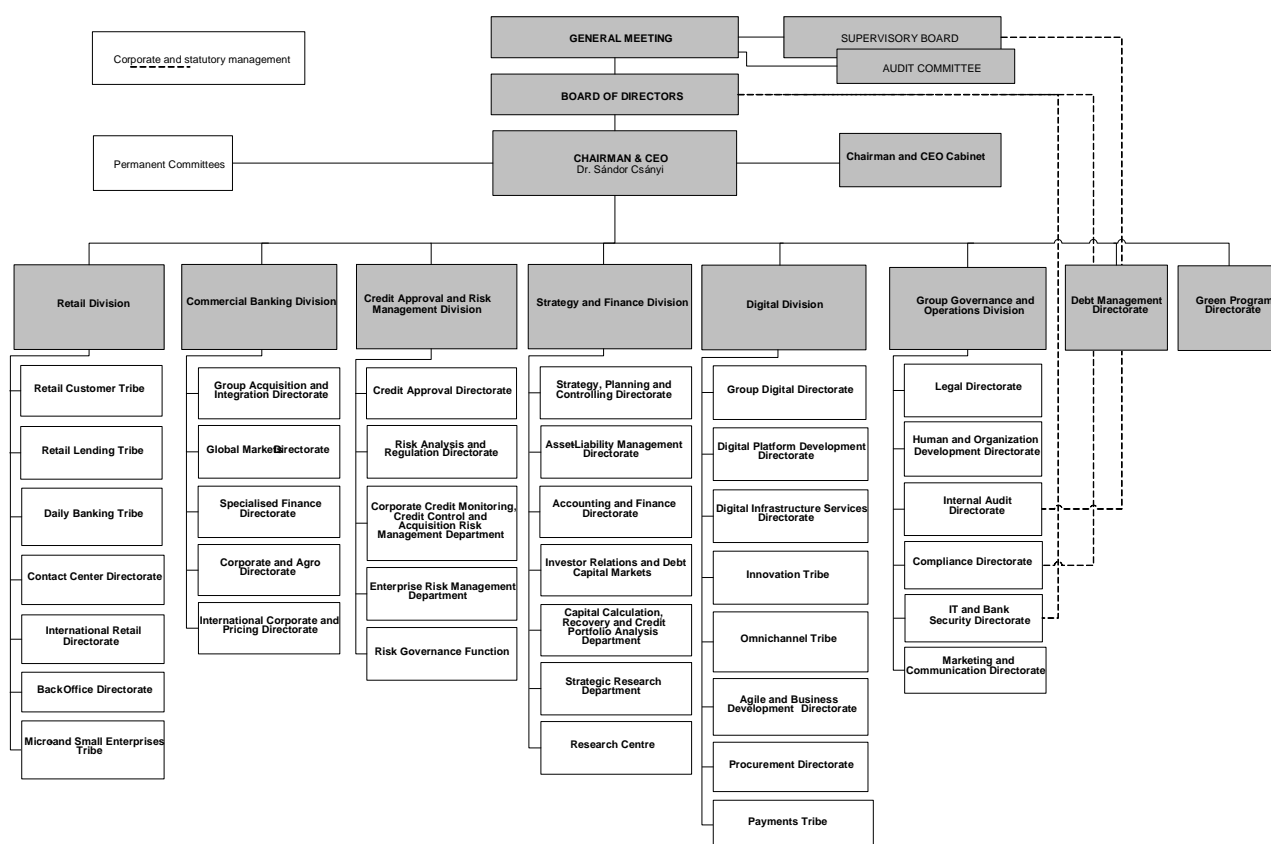 GENERAL MEETING
SUPERVISORY BOARD
AUDIT COMMITTEE
Corporate and statutory management
BOARD OF DIRECTORS
Permanent Committees
CHAIRMAN & CEO
Dr. Sándor Csányi
Chairman and CEO Cabinet
Retail Division
Commercial Banking Division
Credit Approval and Risk
Management Division
Strategy and Finance Division
Digital Division
Group Governance and
Operations Division
Debt Management
Directorate
Green Program
Directorate
Retail Customer Tribe
Retail Lending Tribe
Daily Banking Tribe
Contact Center Directorate
International Retail
Directorate
BackOffice Directorate
Micro-and Small Enterprises
Tribe
Group Acquisition and
Integration Directorate
Global Markets Directorate
Specialised Finance
Directorate
Corporate and Agro
Directorate
International Corporate and
Pricing Directorate
Credit Approval Directorate
Risk Analysis and
Regulation Directorate
Corporate Credit Monitoring,
Credit Control and
Acquisition Risk
Management Department
Enterprise Risk Management
Department
Risk Governance Function
Strategy, Planning and
Controlling Directorate
Asset-Liability Management
Directorate
Accounting and Finance
Directorate
Investor Relations and Debt
Capital Markets
Capital Calculation,
Recovery and Credit
Portfolio Analysis
Department
Strategic Research
Department
Research Centre
Group Digital Directorate
Digital Platform Development
Directorate
Digital Infrastructure Services
Directorate
Innovation Tribe
Omnichannel Tribe
Agile and Business
Development Directorate
Procurement Directorate
Payments Tribe
Legal Directorate
Human and Organization
Development Directorate
Internal Audit
Directorate
Compliance Directorate
IT and Bank
Security Directorate
Marketing and
Communication Directorate